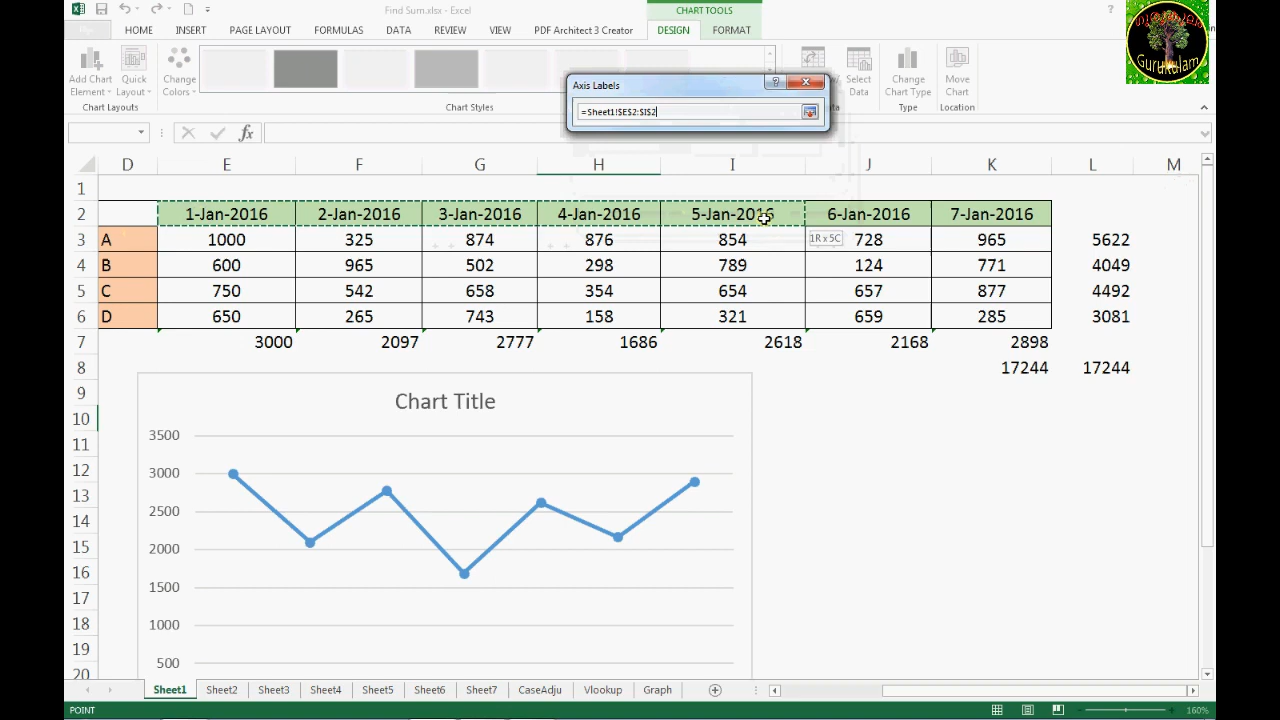 Find Sum.xlsx - Excel
CHART TOOLS
?
HOME INSERT PAGE LAYOUT FORMULAS DATA REVIEW VIEW PDF Architect 3 Creator DESIGN FORMAT
Gurukulam
Add Chart Element Quick Layout Change Colors Select Data Change Chart Type Move Chart
Chart Layouts Chart Styles Type Location
Axis Labels
=Sheet1!$E$2:$I$2
fx
D E F G H I J K L M
1
2 1-Jan-2016 2-Jan-2016 3-Jan-2016 4-Jan-2016 5-Jan-2016 6-Jan-2016 7-Jan-2016
3 A 1000 325 874 876 854 1R x 5C 728 965 5622
4 B 600 965 502 298 789 124 771 4049
5 C 750 542 658 354 654 657 877 4492
6 D 650 265 743 158 321 659 285 3081
7 3000 2097 2777 1686 2618 2168 2898
8 17244 17244
9
Chart Title
10
11 3500
12 3000
13 2500
14
15 2000
16 1500
17
18 1000
19 500
20
Sheet1 Sheet2 Sheet3 Sheet4 Sheet5 Sheet6 Sheet7 CaseAdju Vlookup Graph
POINT 160%